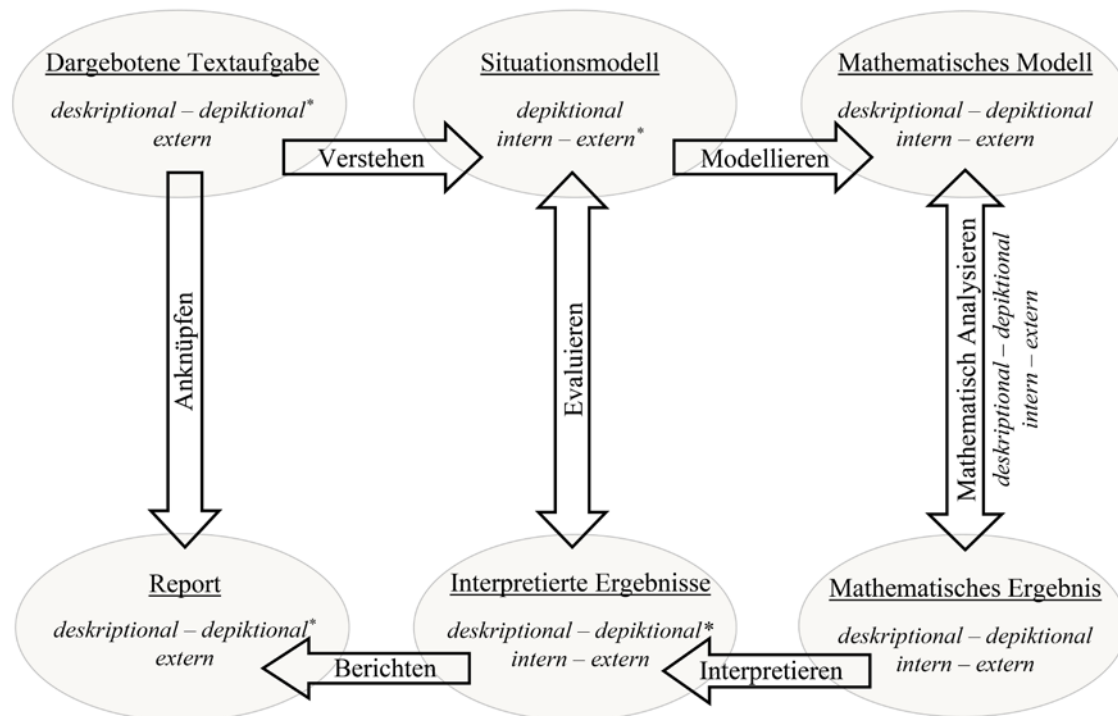 Dargebotene Textaufgabe
deskriptional – depiktional*
extern
Verstehen
Situationsmodell
depiktional
intern – extern*
Modellieren
Mathematisches Modell
deskriptional – depiktional
intern – extern
Anknüpfen
Evaluieren
Mathematisch Analysieren
deskriptional – depiktional
intern – extern
Report
deskriptional – depiktional*
extern
Berichten
Interpretierte Ergebnisse
deskriptional – depiktional*
intern – extern
Interpretieren
Mathematisches Ergebnis
deskriptional – depiktional
intern – extern